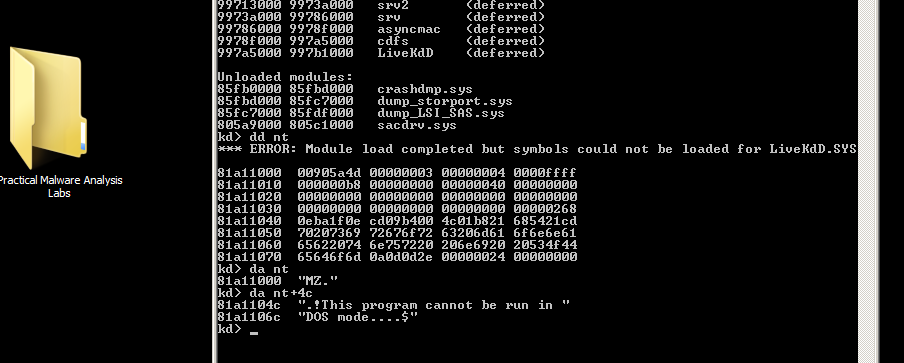 99713000 9973a000   srv2       (deferred)
9973a000 99786000   srv        (deferred)
99786000 9978f000   asyncmac   (deferred)
9978f000 997a5000   cdfs       (deferred)
997a5000 997b1000   LiveKdD    (deferred)
Unloaded modules:
85fb0000 85fbd000   crashdmp.sys
85fbd000 85fc7000   dump_storport.sys
85fc7000 85fdf000   dump_LSI_SAS.sys
805a9000 805c1000   sacdrv.sys
kd> dd nt
*** ERROR: Module load completed but symbols could not be loaded for LiveKdD.SYS
81a11000  00905a4d 00000003 00000004 0000ffff
81a11010  000000b8 00000000 00000040 00000000
81a11020  00000000 00000000 00000000 00000000
81a11030  00000000 00000000 00000000 00000268
81a11040  0eba1f0e cd09b400 4c01b821 685421cd
81a11050  70207369 72676f72 63206d61 6f6e6e61
81a11060  65622074 6e757220 206e6920 20534f44
81a11070  65646f6d 0a0d0d2e 00000024 00000000
kd> da nt
81a11000  "MZ."
kd> da nt+4c
81a1104c  ".!This program cannot be run in "
81a1106c  "DOS mode....$"
kd> _
Practical Malware Analysis
Labs